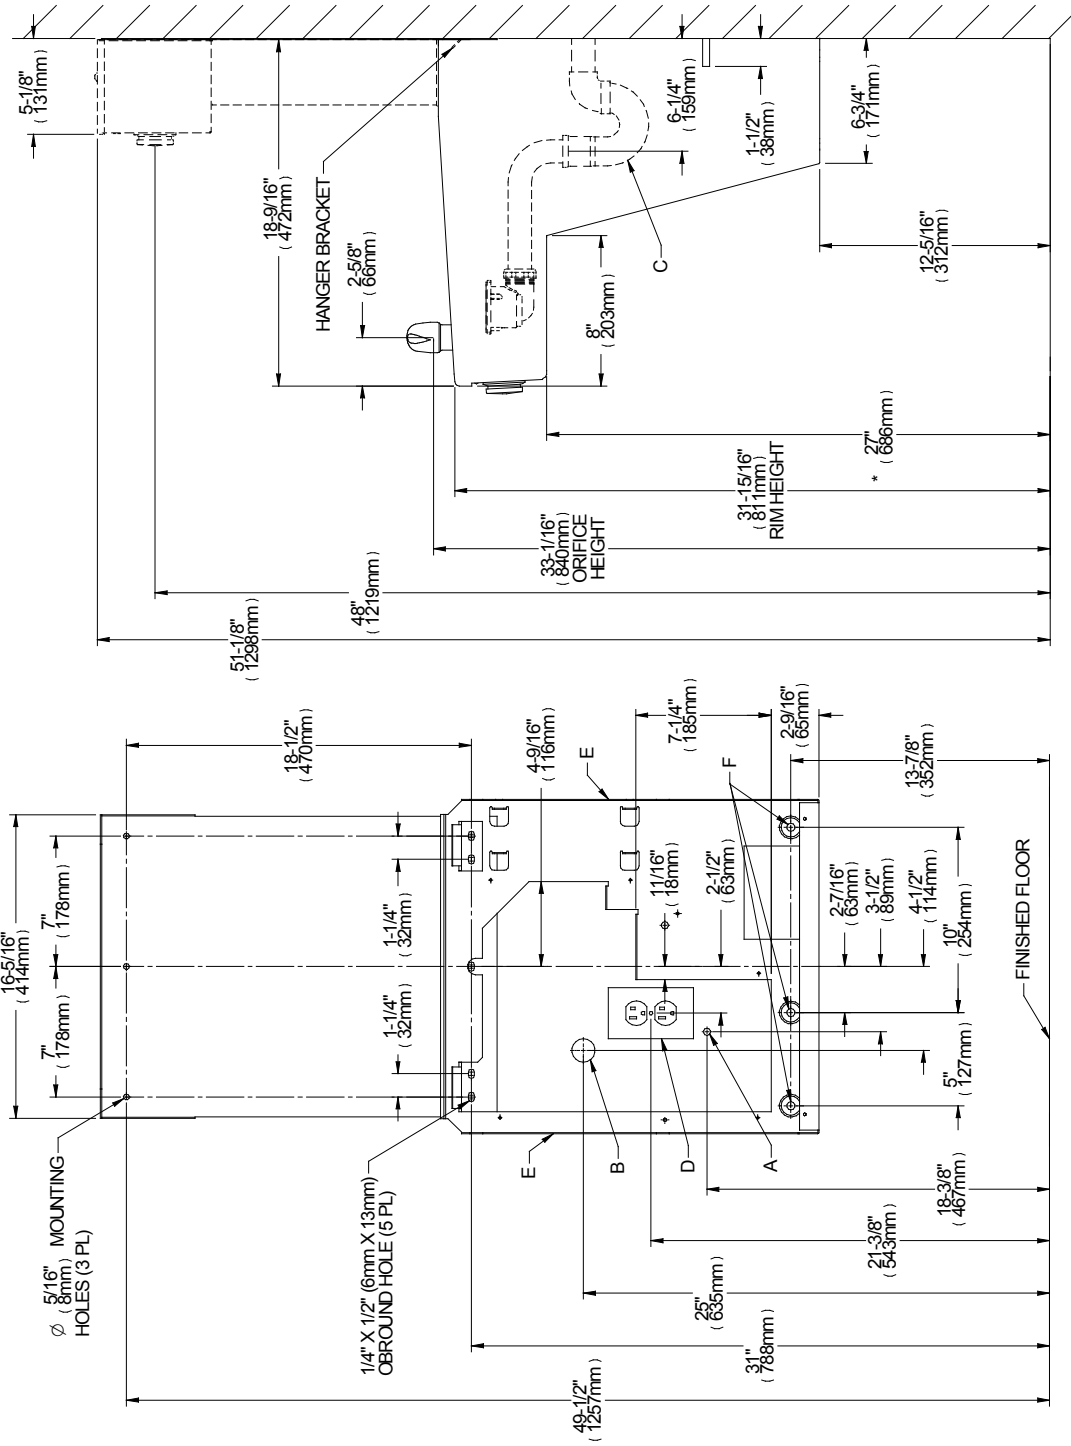 5-1/8"
( 131mm )
18-9/16"
( 472mm )
HANGER BRACKET
2-5/8"
( 66mm )
6-1/4"
( 159mm )
1-1/2"
( 38mm )
6-3/4"
( 171mm )
C
8"
( 203mm )
12-5/16"
( 312mm )
* 27"
( 686mm )
31-15/16"
( 811mm )
RIM HEIGHT
33-1/16"
( 840mm )
ORIFICE
HEIGHT
48"
( 1219mm )
51-1/8"
( 1298mm )
16-5/16"
( 414mm )
7"
( 178mm )
7"
( 178mm )
18-1/2"
( 470mm )
1-1/4"
( 32mm )
1-1/4"
( 32mm )
4-9/16"
( 116mm )
E
7-1/4"
( 185mm )
2-9/16"
( 65mm )
F
13-7/8"
( 352mm )
11/16"
( 18mm )
2-1/2"
( 63mm )
2-7/16"
( 63mm )
3-1/2"
( 89mm )
4-1/2"
( 114mm )
10"
( 254mm )
5"
( 127mm )
FINISHED FLOOR
Ø 5/16" MOUNTING
( 8mm )
HOLES (3 PL)
1/4" X 1/2" (6mm X 13mm)
OBROUND HOLE (5 PL)
E
B
D
A
18-3/8"
( 467mm )
21-3/8"
( 543mm )
25"
( 635mm )
31"
( 788mm )
49-1/2"
( 1257mm )